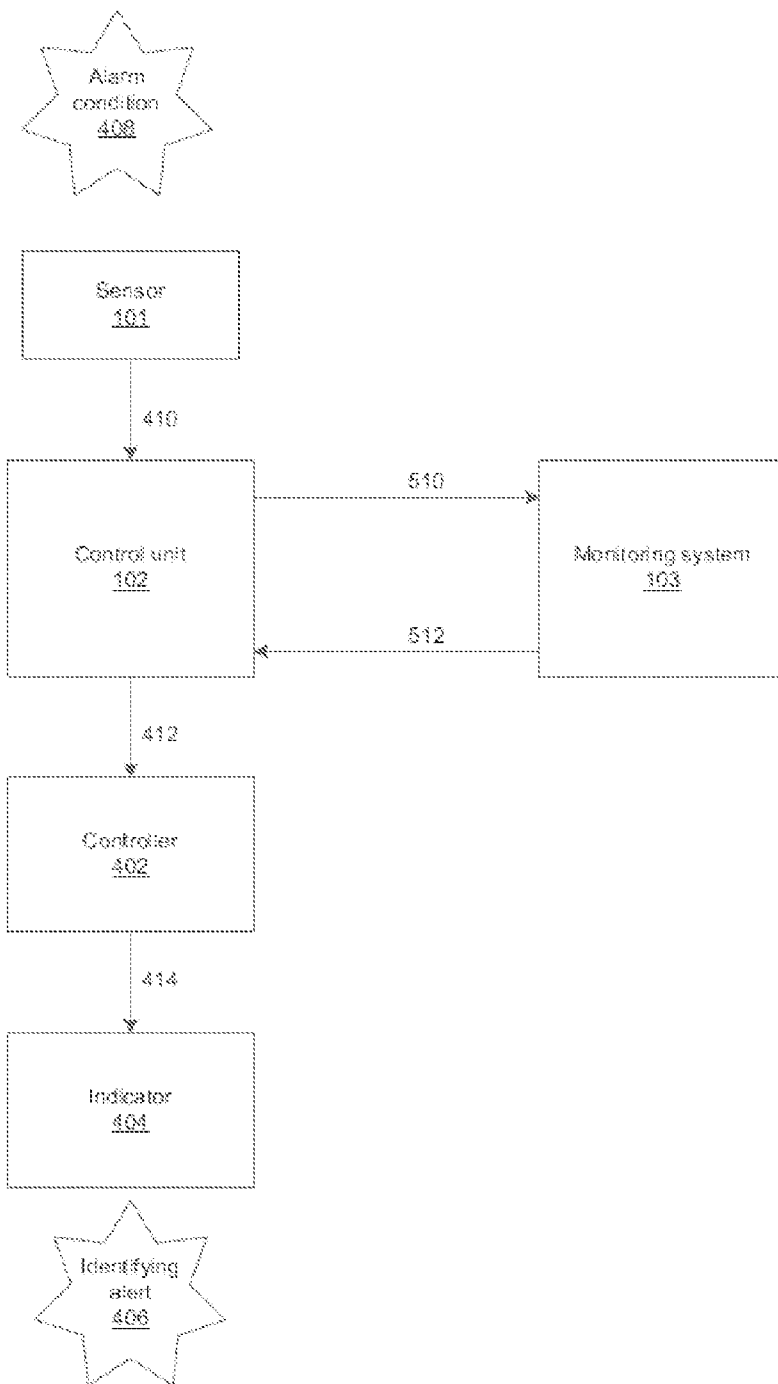 Alarm
condition
408
Sensor
101
410
510
Control unit
102
Monitoring system
103
512
412
Controller
402
414
Indicator
404
Identifying
alert
406